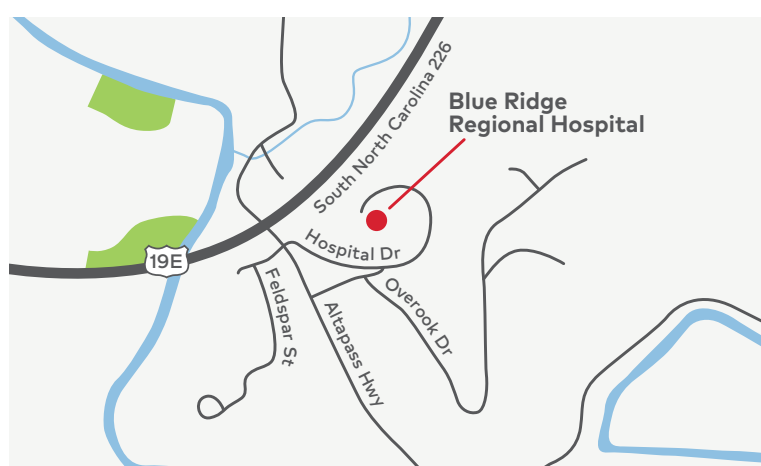 South North Carolina 226
Blue Ridge
Regional Hospital
Hospital Dr
19E
Feldspar St
Altapass Hwy
Overook Dr